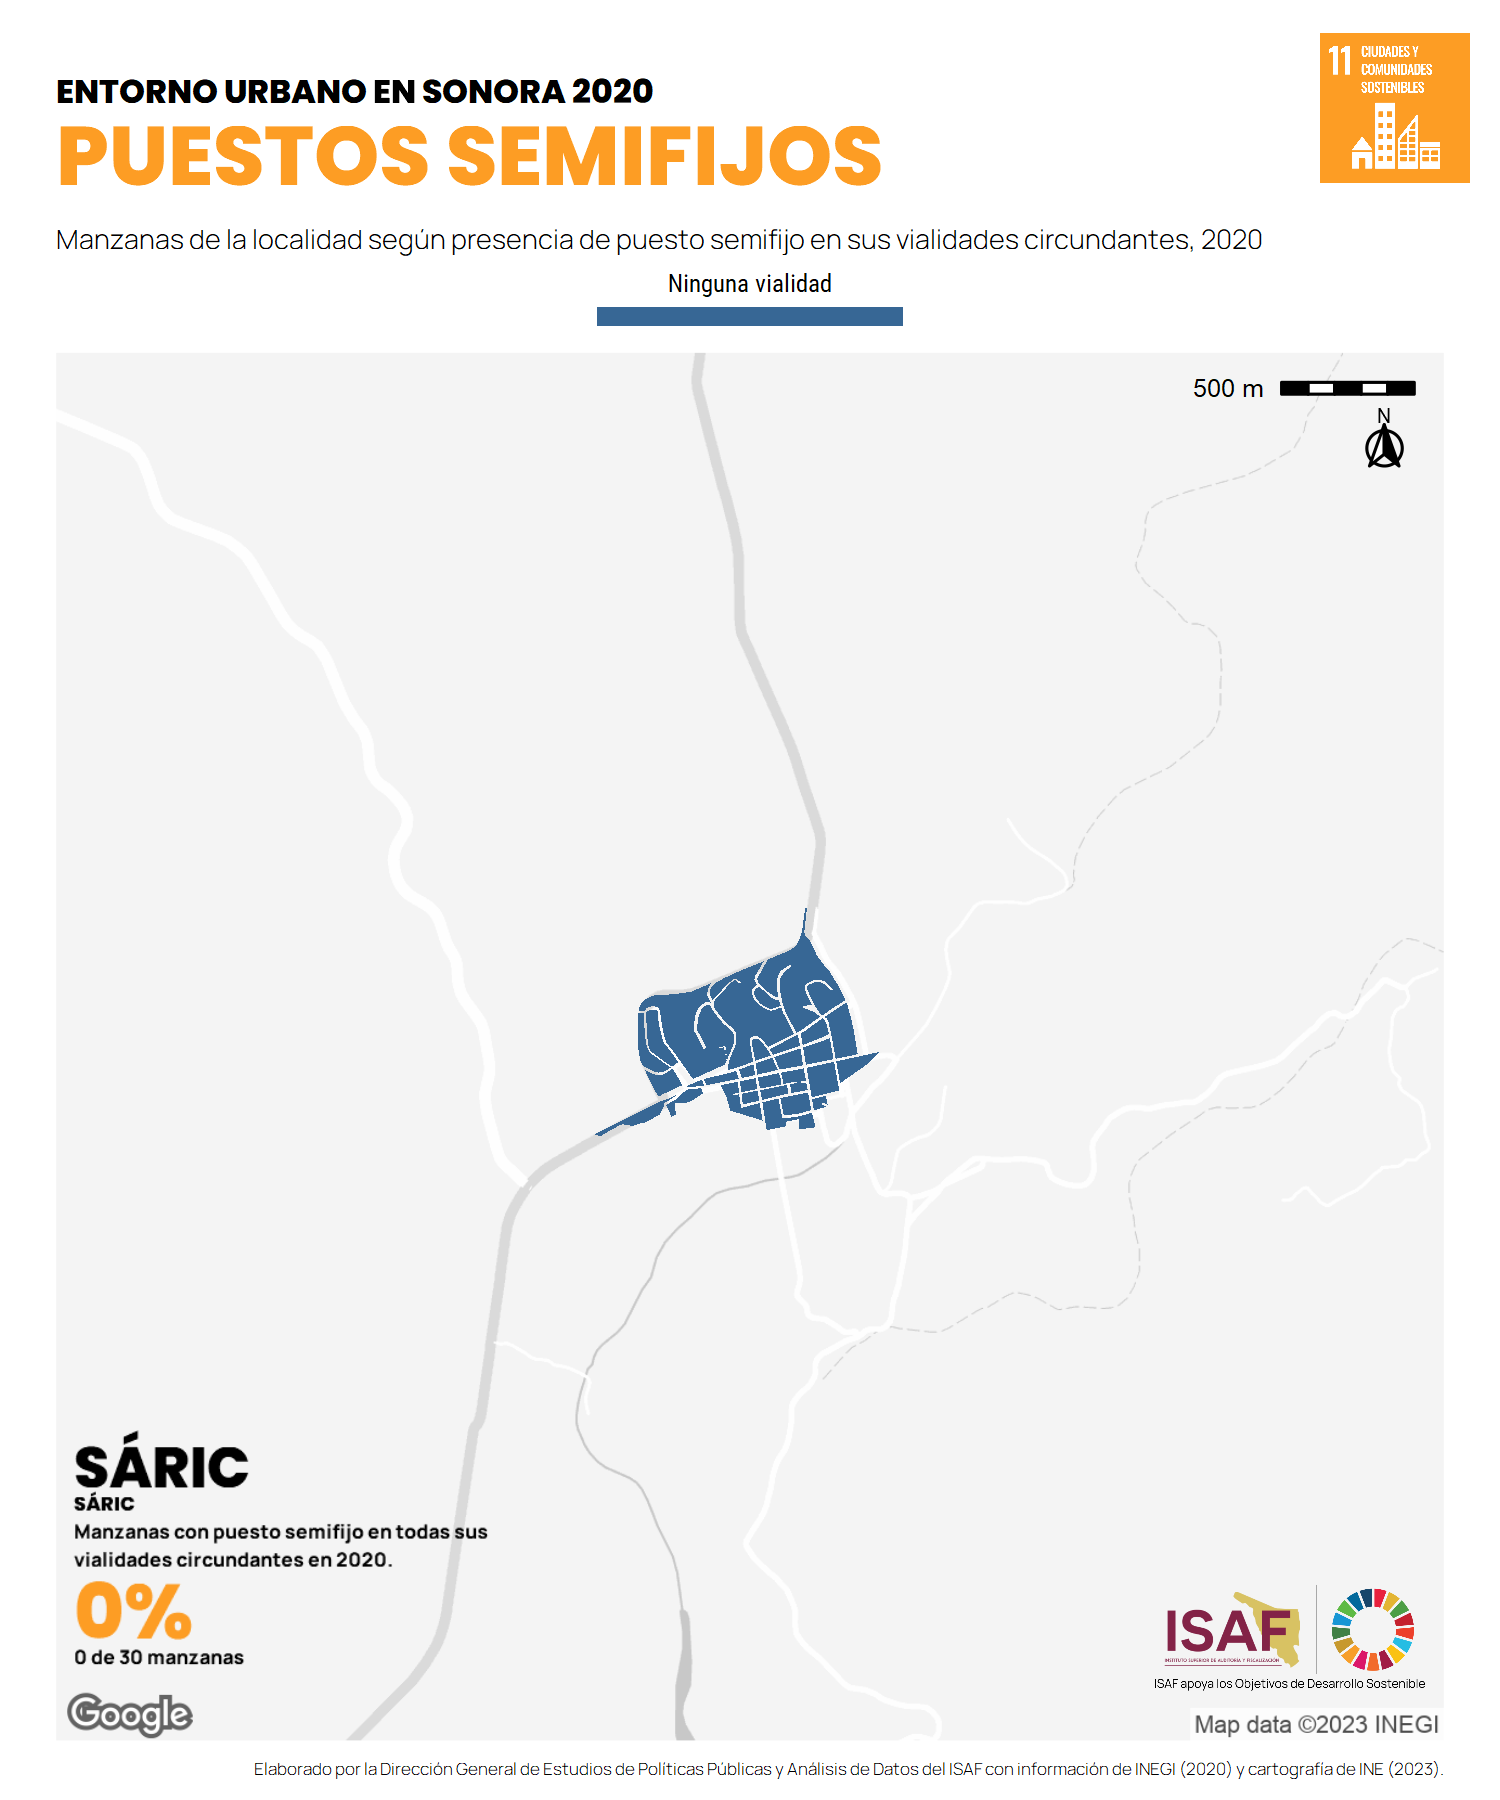 ENTORNO URBANO EN SONORA 2020
PUESTOS SEMIFIJOS
11 CIUDADES Y
COMUNIDADES
SOSTENIBLES
Manzanas de la localidad según presencia de puesto semifijo en sus vialidades circundantes, 2020
Ninguna vialidad
500 m
N
SÁRIC
SÁRIC
Manzanas con puesto semifijo en todas sus
vialidades circundantes en 2020.
0%
0 de 30 manzanas
Google
ISAF
INSTITUTO SUPERIOR DE AUDITORÍA Y FISCALIZACIÓN
ISAF apoya los Objetivos de Desarrollo Sostenible
Map data ©2023 INEGI
Elaborado por la Dirección General de Estudios de Políticas Públicas y Análisis de Datos del ISAF con información de INEGI (2020) y cartografía de INE (2023).